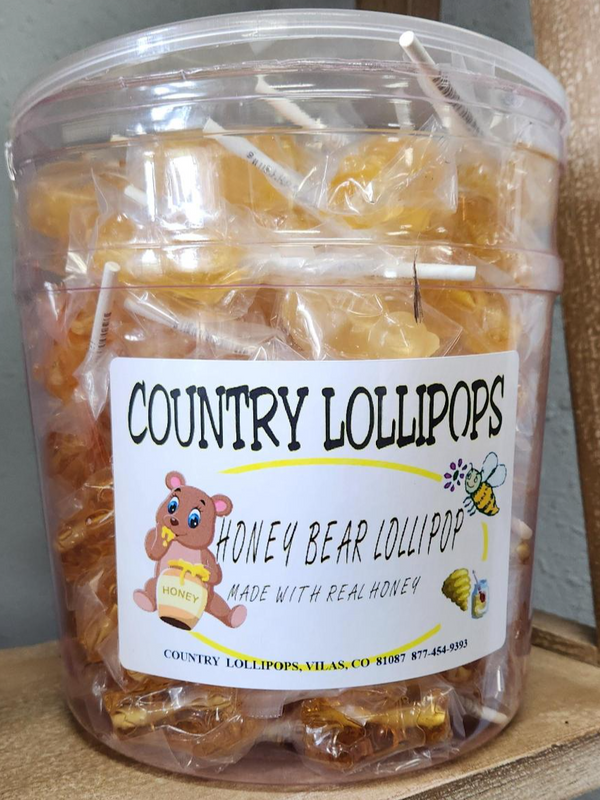 COUNTRY LOLLIPOPS
HONEY BEAR LOLLIPOP
HONEY
MADE WITH REAL HONEY
COUNTRY LOLLIPOPS, VILAS, CO 81087 877-454-9393